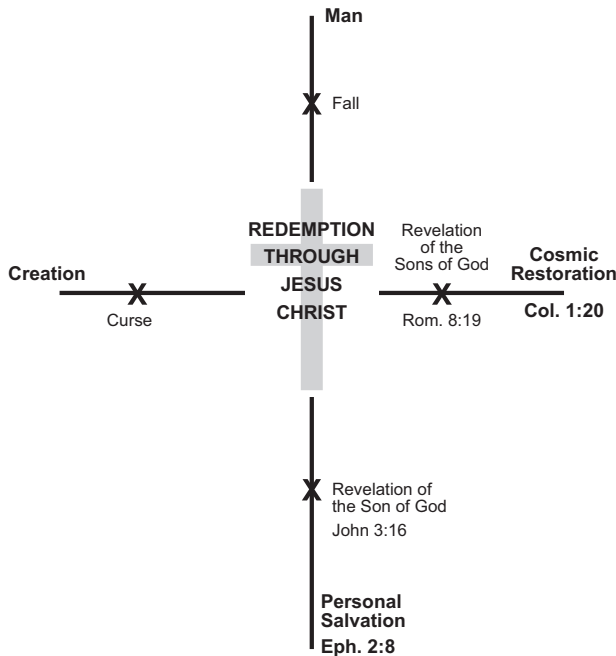 Man
X
Fall
REDEMPTION
THROUGH
JESUS
CHRIST
Creation
X
Curse
Revelation
of the
Sons of God
X
Rom. 8:19
Cosmic
Restoration
Col. 1:20
X
Revelation of
the Son of God
John 3:16
Personal
Salvation
Eph. 2:8